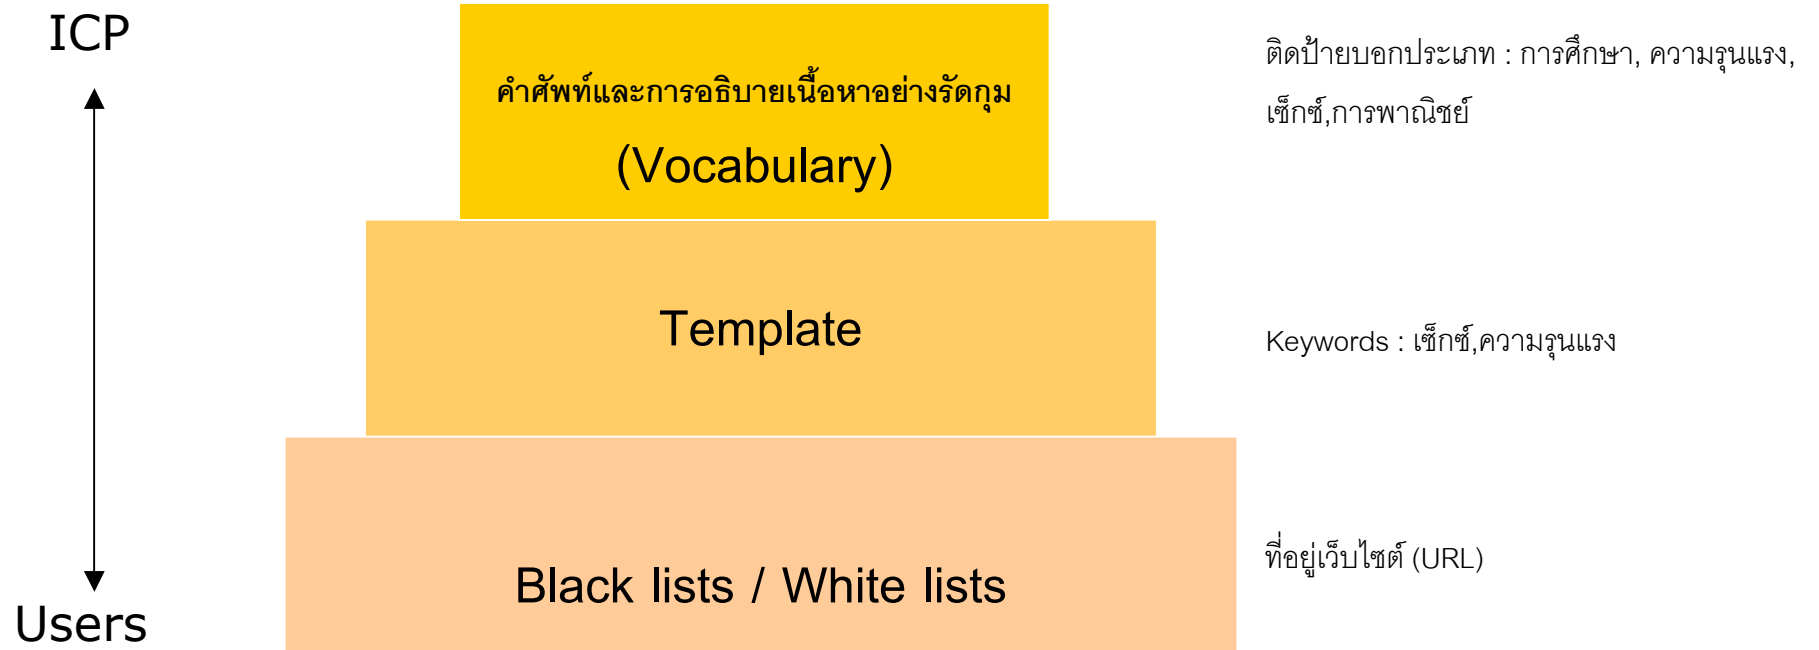 ICP
คำศัพท์และการอธิบายเนื้อหาอย่างรัดกุม
(Vocabulary)
ติดป้ายบอกประเภท : การศึกษา, ความรุนแรง,
เซ็กซ์,การพาณิชย์
Template
Keywords : เซ็กซ์,ความรุนแรง
Black lists / White lists
ที่อยู่เว็บไซต์ (URL)
Users